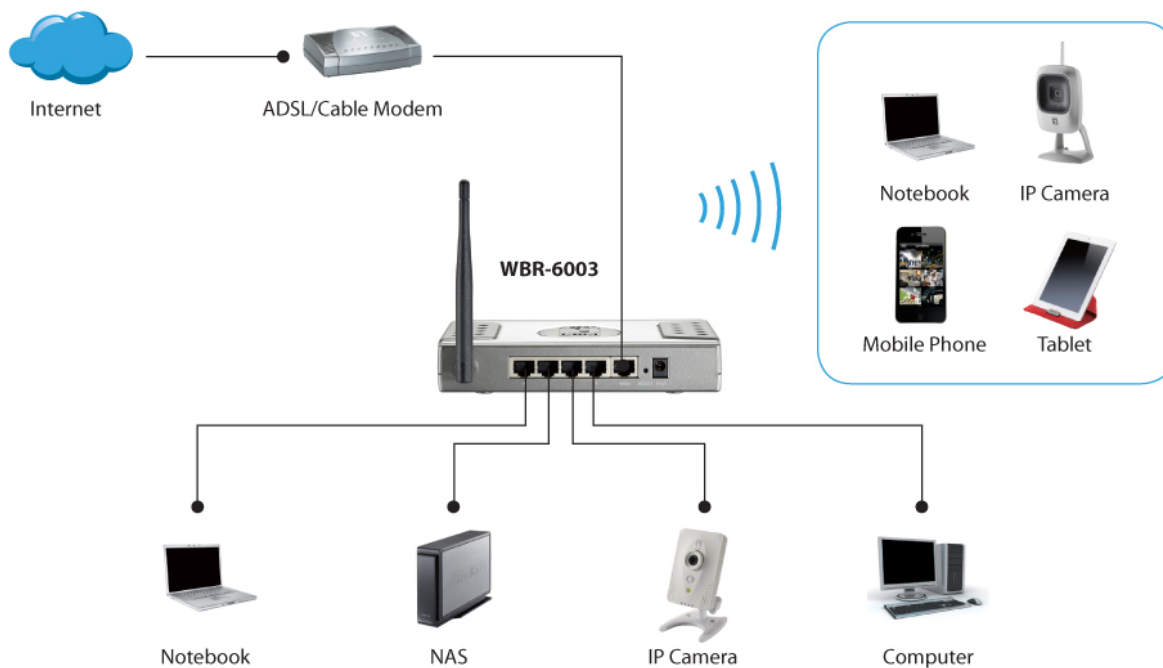 Internet
ADSL/Cable Modem
Notebook
IP Camera
WBR-6003
Mobile Phone
Tablet
Notebook
NAS
IP Camera
Computer